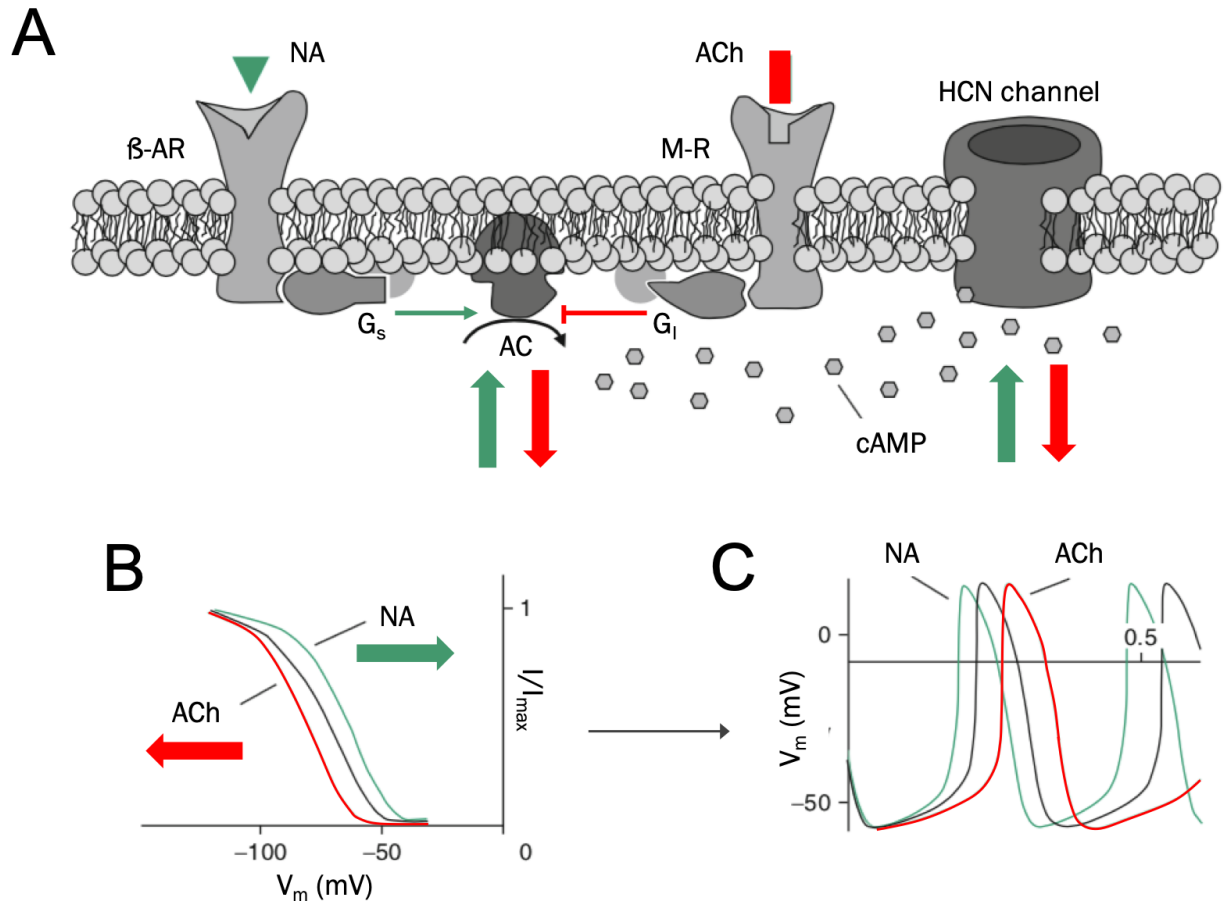 A
NA
ACh
HCN channel
ß-AR
M-R
Gs
GI
AC
cAMP
B
NA
1
I/Imax
ACh
−100
−50
0
Vm (mV)
C
NA
ACh
0
0.5
Vm (mV)
−50